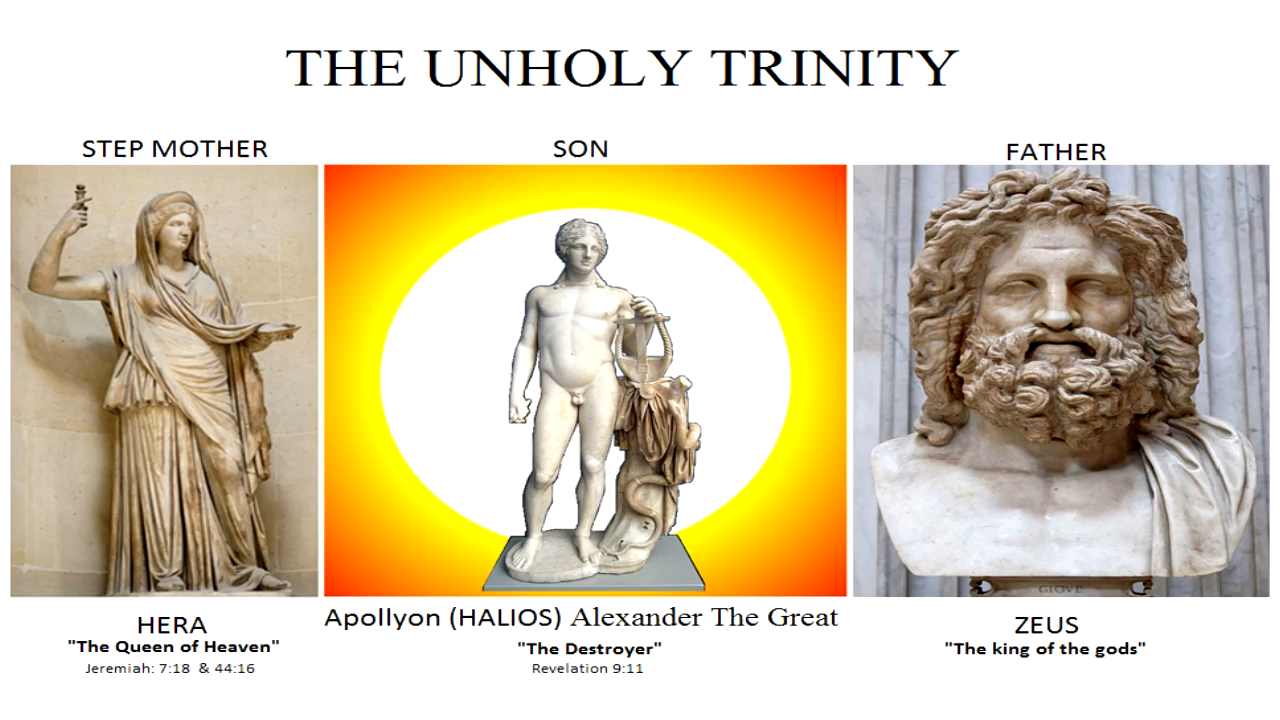 THE UNHOLY TRINITY
STEP MOTHER
SON
FATHER
GIOVE
HERA
"The Queen of Heaven"
Jeremiah: 7:18 & 44:16
Apollyon (HALIOS) Alexander The Great
"The Destroyer"
Revelation 9:11
ZEUS
"The king of the gods"